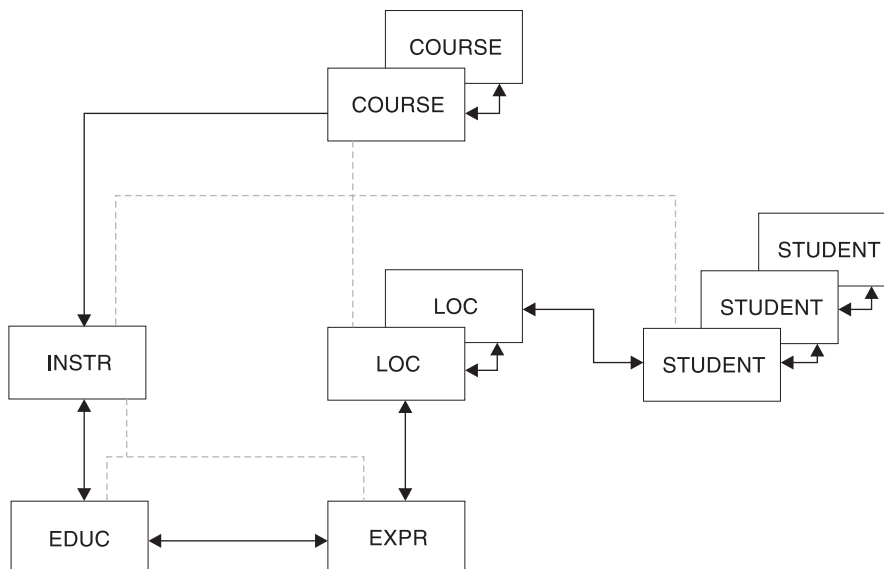 COURSE
COURSE
STUDENT
LOC
STUDENT
INSTR
LOC
STUDENT
EDUC
EXPR